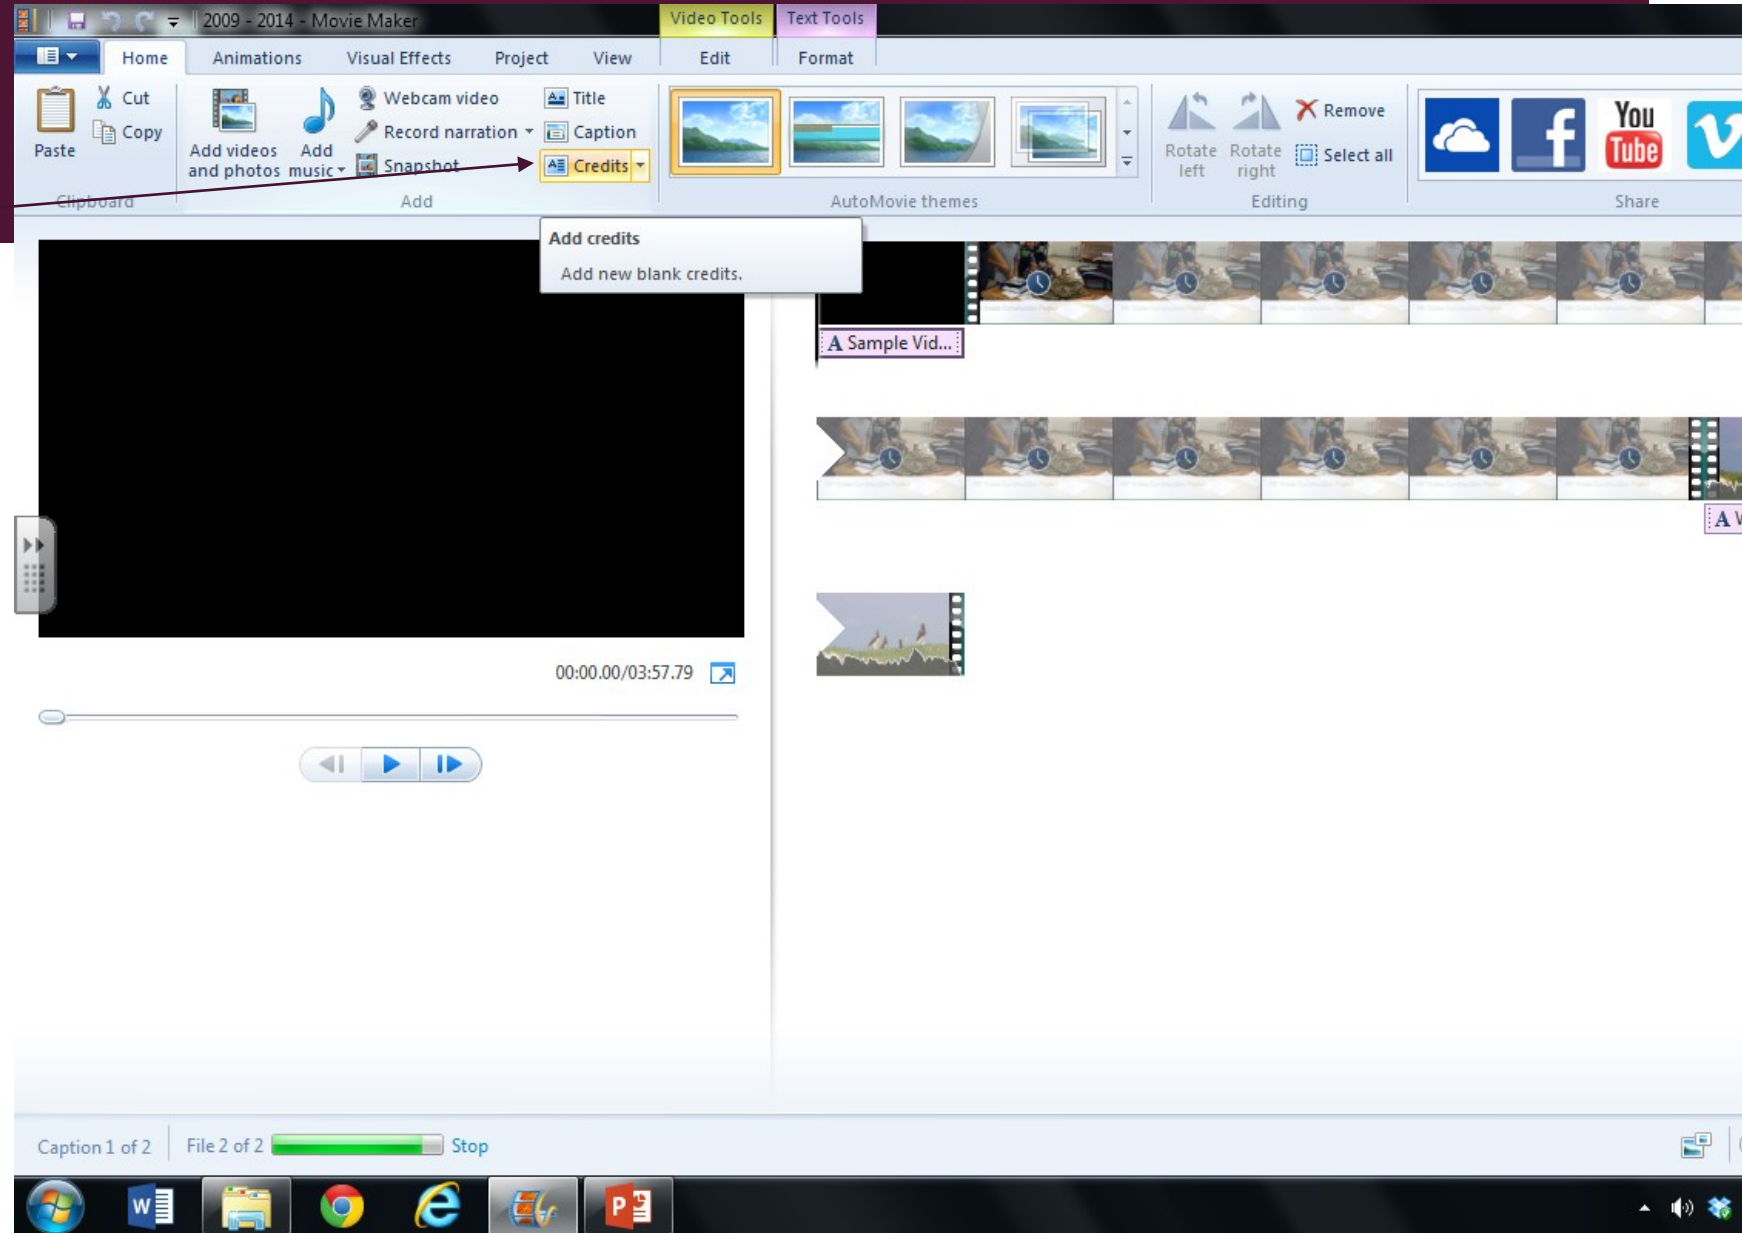 2009 - 2014 - Movie Maker
Video Tools
Text Tools
Home
Animations
Visual Effects
Project
View
Edit
Format
Paste
Cut
Copy
Clipboard
Add videos
and photos
Add
music
Webcam video
Record narration
Snapshot
Title
Caption
Credits
Add
AutoMovie themes
Rotate
left
Rotate
right
Remove
Select all
Editing
f
You
Tube
Share
Add credits
Add new blank credits.
A Sample Vid...
A
00:00.00/03:57.79
Caption 1 of 2
File 2 of 2
Stop
W
P